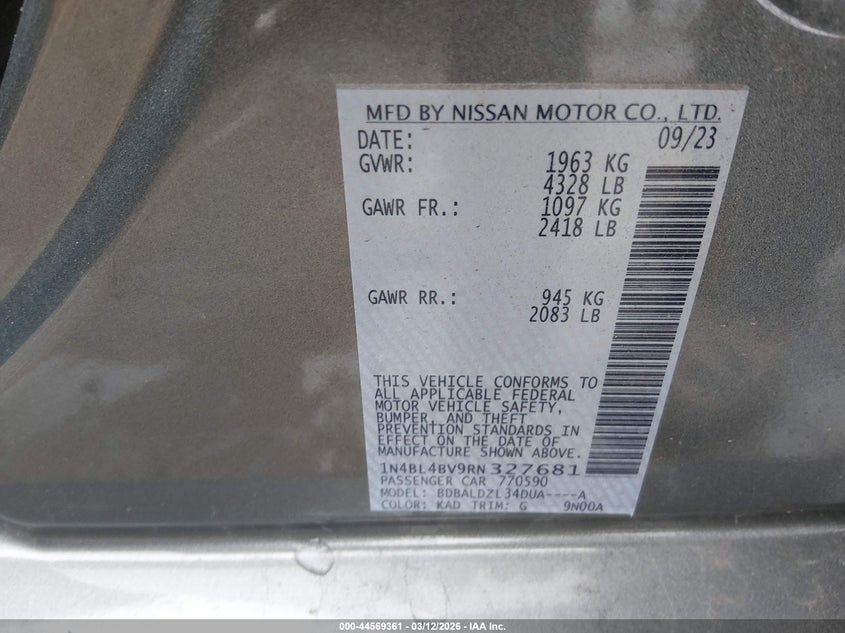 MFD BY NISSAN MOTOR CO., LTD.
DATE: 09/23
GVWR: 1963 KG
4328 LB
GAWR FR.: 1097 KG
2418 LB
GAWR RR.: 945 KG
2083 LB
THIS VEHICLE CONFORMS TO
ALL APPLICABLE FEDERAL
MOTOR VEHICLE SAFETY,
BUMPER, AND THEFT
PREVENTION STANDARDS IN
EFFECT ON THE DATE OF
MANUFACTURE SHOWN ABOVE.
1N4BL4BV9RN327681
PASSENGER CAR 770590
MODEL: BDBALDZL34DUA----A
COLOR: KAD TRIM: G 9N00A
000-44569361 - 03/12/2026 - IAA Inc.